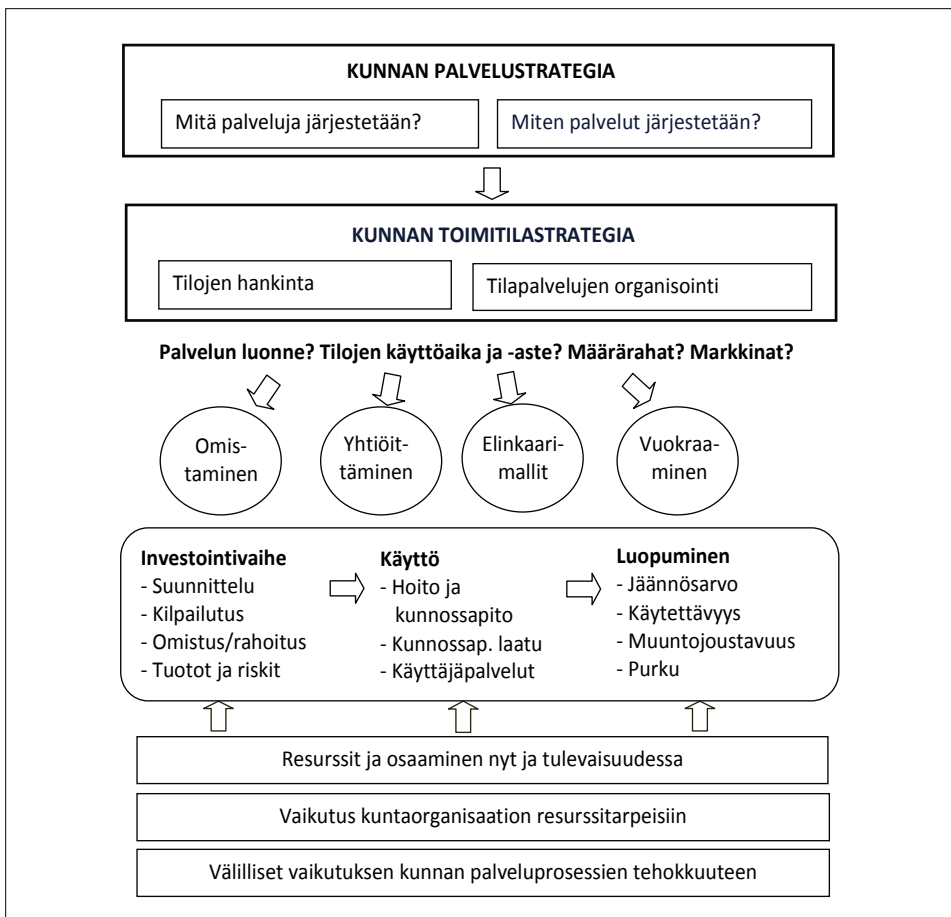 KUNNAN PALVELUSTRATEGIA
Mitä palveluja järjestetään?
Miten palvelut järjestetään?
KUNNAN TOIMITILASTRATEGIA
Tilojen hankinta
Tilapalvelujen organisointi
Palvelun luonne? Tilojen käyttöaika ja -aste? Määrärahat? Markkinat?
Omis-
taminen
Yhtiöit-
täminen
Elinkaari-
mallit
Vuokraa-
minen
Investointivaihe
- Suunnittelu
- Kilpailutus
- Omistus/rahoitus
- Tuotot ja riskit
Käyttö
- Hoito ja
kunnossapito
- Kunnossap. laatu
- Käyttäjäpalvelut
Luopuminen
- Jäännösarvo
- Käytettävyys
- Muuntojoustavuus
- Purku
Resurssit ja osaaminen nyt ja tulevaisuudessa
Vaikutus kuntaorganisaation resurssitarpeisiin
Välilliset vaikutuksen kunnan palveluprosessien tehokkuuteen